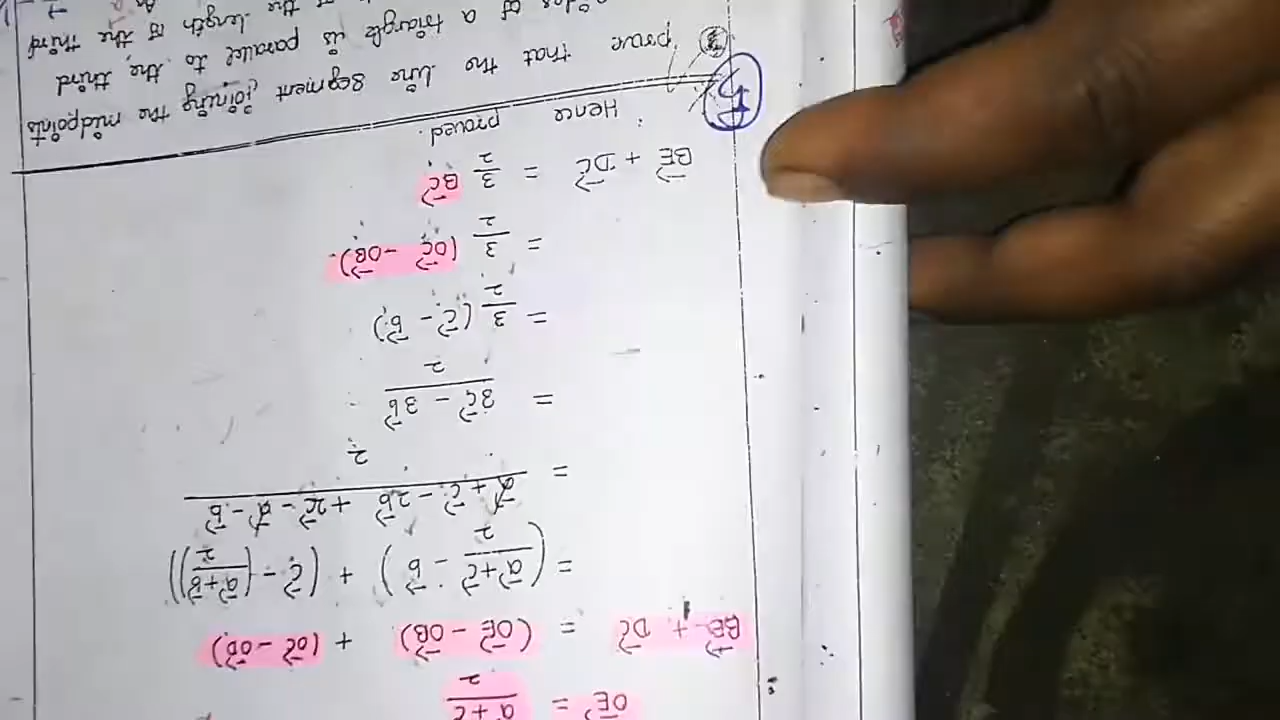 OE⃗ = (a⃗+c⃗)/2
BE⃗ + DC⃗ = (OE⃗ - OB⃗) + (OC⃗ - OD⃗)
= ((a⃗+c⃗)/2 - b⃗) + (c⃗ - ((a⃗+b⃗)/2))
= (a⃗ + c⃗ - 2b⃗ + 2c⃗ - a⃗ - b⃗)/2
= (3c⃗ - 3b⃗)/2
= 3/2 (c⃗ - b⃗)
= 3/2 (OC⃗ - OB⃗).
BE⃗ + DC⃗ = 3/2 BC⃗
Hence proved.
prove that the line segment joining the midpoints
of a triangle is parallel to the third
the length of the third